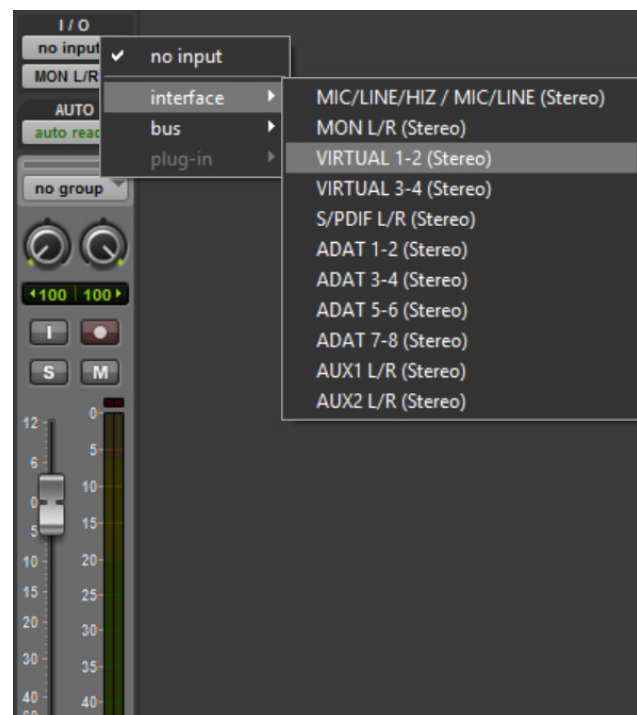 I / O
no input
MON L/R
AUTO
auto read
no group
100 100
I
S M
12
6
0
5
10
15
20
30
40
60
0
5
10
15
20
25
30
35
40
no input
interface
bus
plug-in
MIC/LINE/HIZ / MIC/LINE (Stereo)
MON L/R (Stereo)
VIRTUAL 1-2 (Stereo)
VIRTUAL 3-4 (Stereo)
S/PDIF L/R (Stereo)
ADAT 1-2 (Stereo)
ADAT 3-4 (Stereo)
ADAT 5-6 (Stereo)
ADAT 7-8 (Stereo)
AUX1 L/R (Stereo)
AUX2 L/R (Stereo)